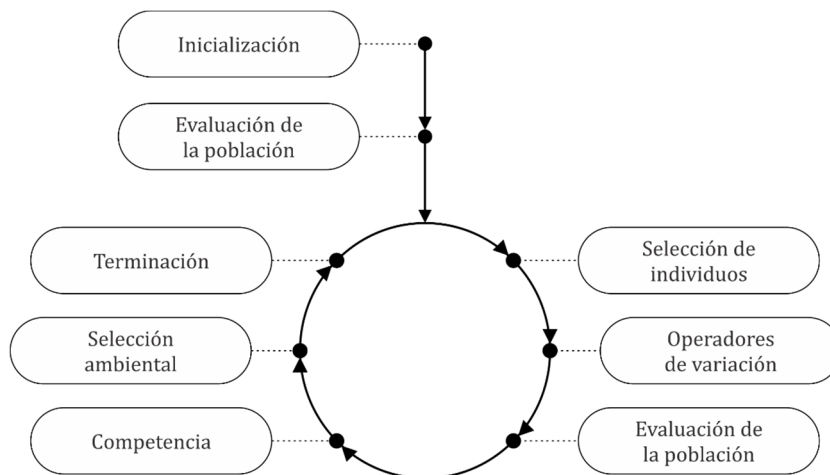 Inicialización
Evaluación de
la población
Terminación
Selección de
individuos
Selección
ambiental
Operadores
de variación
Competencia
Evaluación de
la población